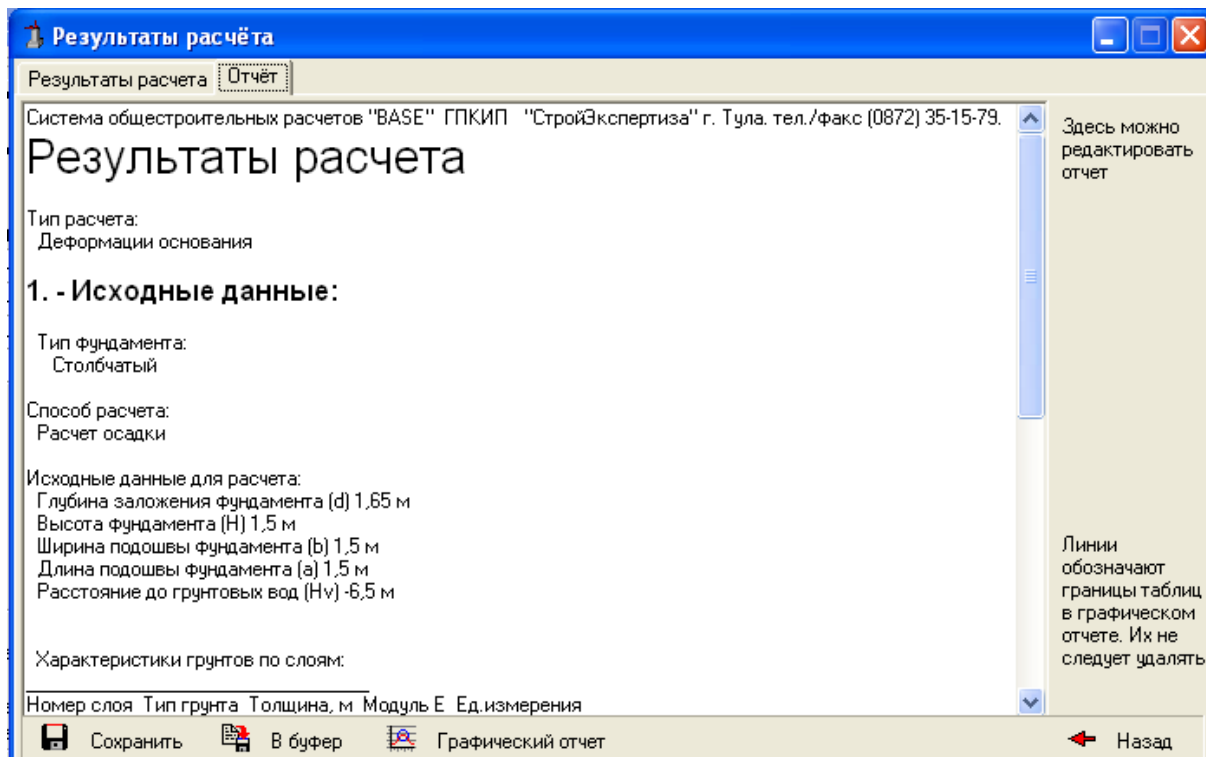 Результаты расчёта
Результаты расчета Отчёт
Система общестроительных расчетов "BASE" ГПКИП "СтройЭкспертиза" г. Тула. тел./факс (0872) 35-15-79.
Результаты расчета
Тип расчета:
Деформации основания
1. - Исходные данные:
Тип фундамента:
Столбчатый
Способ расчета:
Расчет осадки
Исходные данные для расчета:
Глубина заложения фундамента (d) 1,65 м
Высота фундамента (H) 1,5 м
Ширина подошвы фундамента (b) 1,5 м
Длина подошвы фундамента (a) 1,5 м
Расстояние до грунтовых вод (Hv) -6,5 м
Характеристики грунтов по слоям:
Номер слоя Тип грунта Толщина, м Модуль Е Ед.измерения
Здесь можно
редактировать
отчет
Линии
обозначают
границы таблиц
в графическом
отчете. Их не
следует удалять
Сохранить В буфер Графический отчет Назад